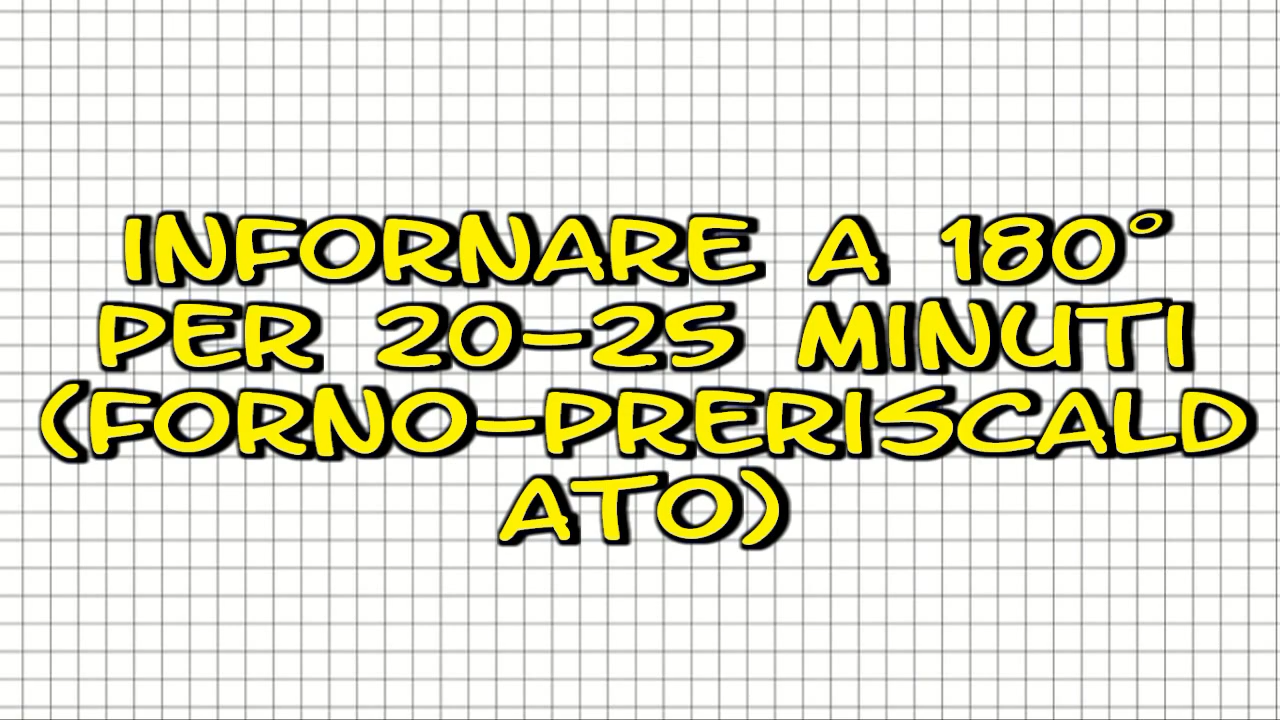 INFORNARE A 180°
PER 20-25 MINUTI
(FORNO-PRERISCALD
ATO)